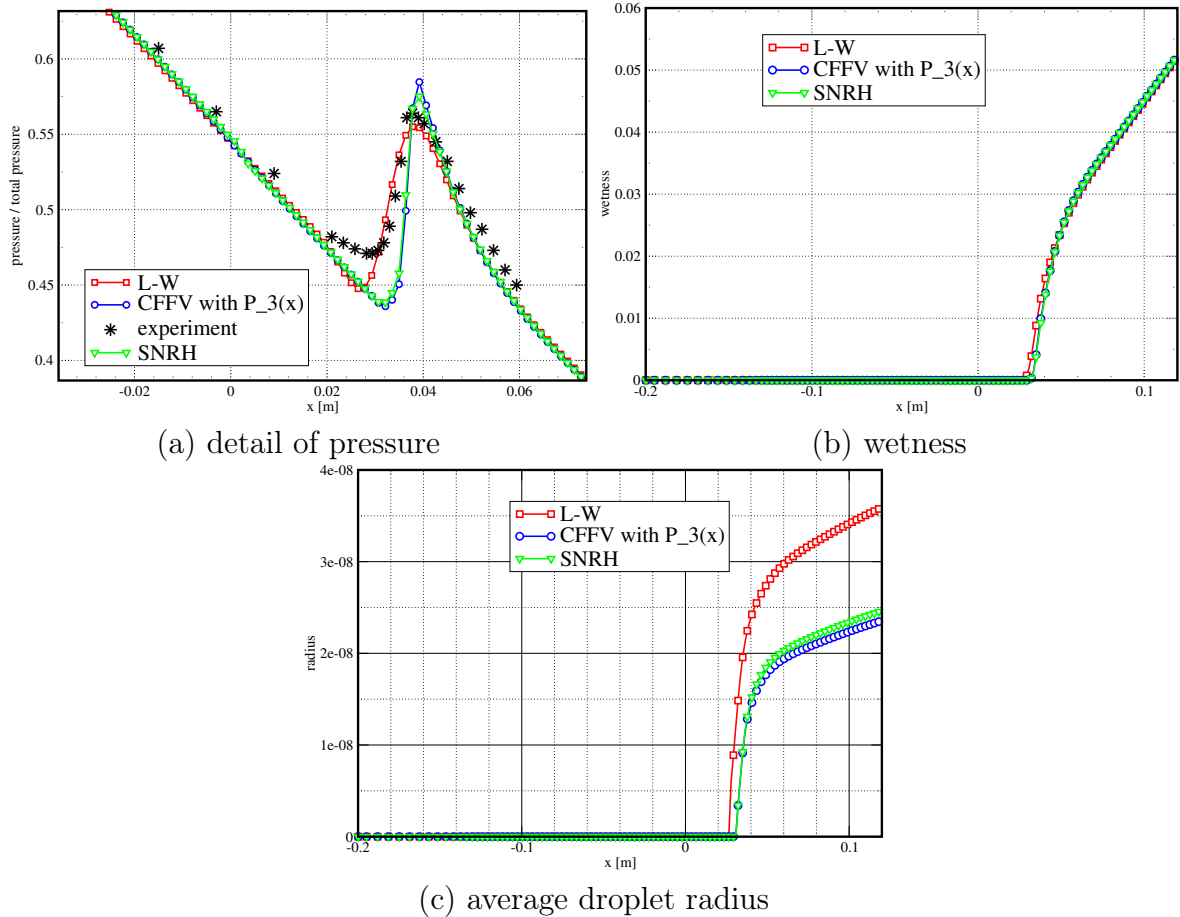 0.6
0.55
0.5
0.45
0.4
pressure / total pressure
L-W
CFFV with P_3(x)
experiment
SNRH
-0.02
0
0.02
0.04
0.06
x [m]
(a) detail of pressure
0.06
0.05
0.04
0.03
0.02
0.01
0
wetness
L-W
CFFV with P_3(x)
SNRH
-0.2
-0.1
0
0.1
x [m]
(b) wetness
4e-08
3e-08
2e-08
1e-08
0
radius
L-W
CFFV with P_3(x)
SNRH
-0.2
-0.1
0
0.1
x [m]
(c) average droplet radius